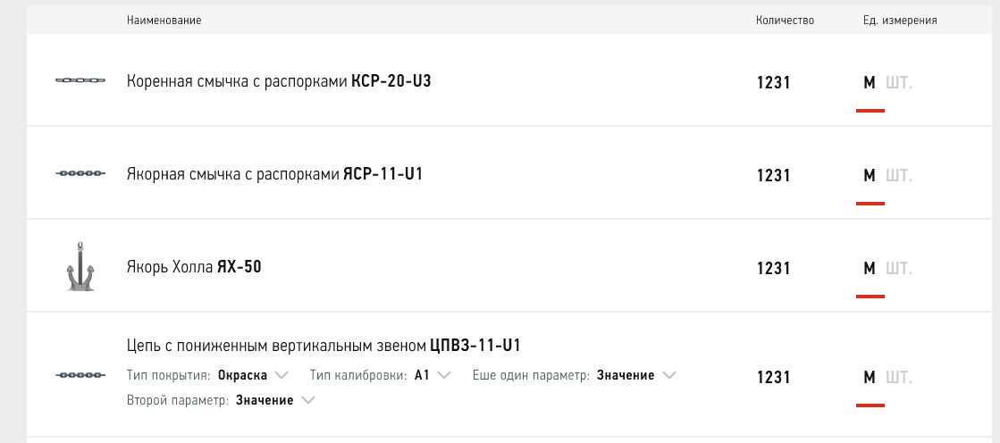 Наименование Количество Ед. измерения
Коренная смычка с распорками КСР-20-U3 1231 М ШТ.
Якорная смычка с распорками ЯСР-11-U1 1231 М ШТ.
Якорь Холла ЯХ-50 1231 М ШТ.
Цепь с пониженным вертикальным звеном ЦПВЗ-11-U1
Тип покрытия: Окраска Тип калибровки: А1 Еше один параметр: Значение 1231 М ШТ.
Второй параметр: Значение